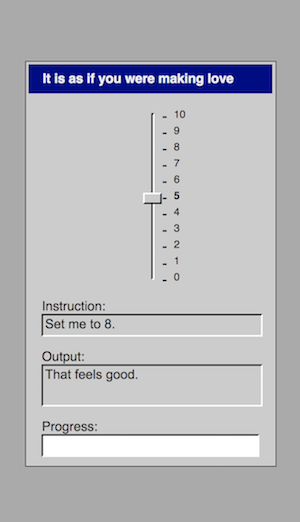 It is as if you were making love
10
9
8
7
6
5
4
3
2
1
0
Instruction:
Set me to 8.
Output:
That feels good.
Progress: